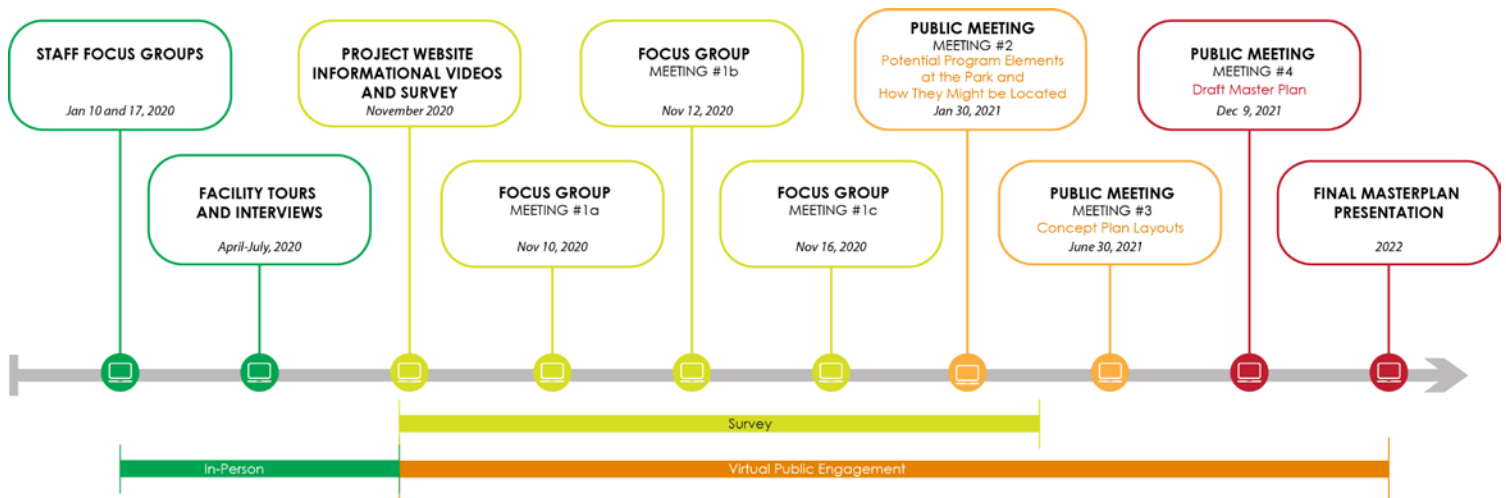 STAFF FOCUS GROUPS
Jan 10 and 17, 2020
FACILITY TOURS
AND INTERVIEWS
April-July, 2020
PROJECT WEBSITE
INFORMATIONAL VIDEOS
AND SURVEY
November 2020
FOCUS GROUP
MEETING #1a
Nov 10, 2020
FOCUS GROUP
MEETING #1b
Nov 12, 2020
FOCUS GROUP
MEETING #1c
Nov 16, 2020
PUBLIC MEETING
MEETING #2
Potential Program Elements
at the Park and
How They Might be Located
Jan 30, 2021
PUBLIC MEETING
MEETING #3
Concept Plan Layouts
June 30, 2021
PUBLIC MEETING
MEETING #4
Draft Master Plan
Dec 9, 2021
FINAL MASTERPLAN
PRESENTATION
2022
Survey
In-Person
Virtual Public Engagement